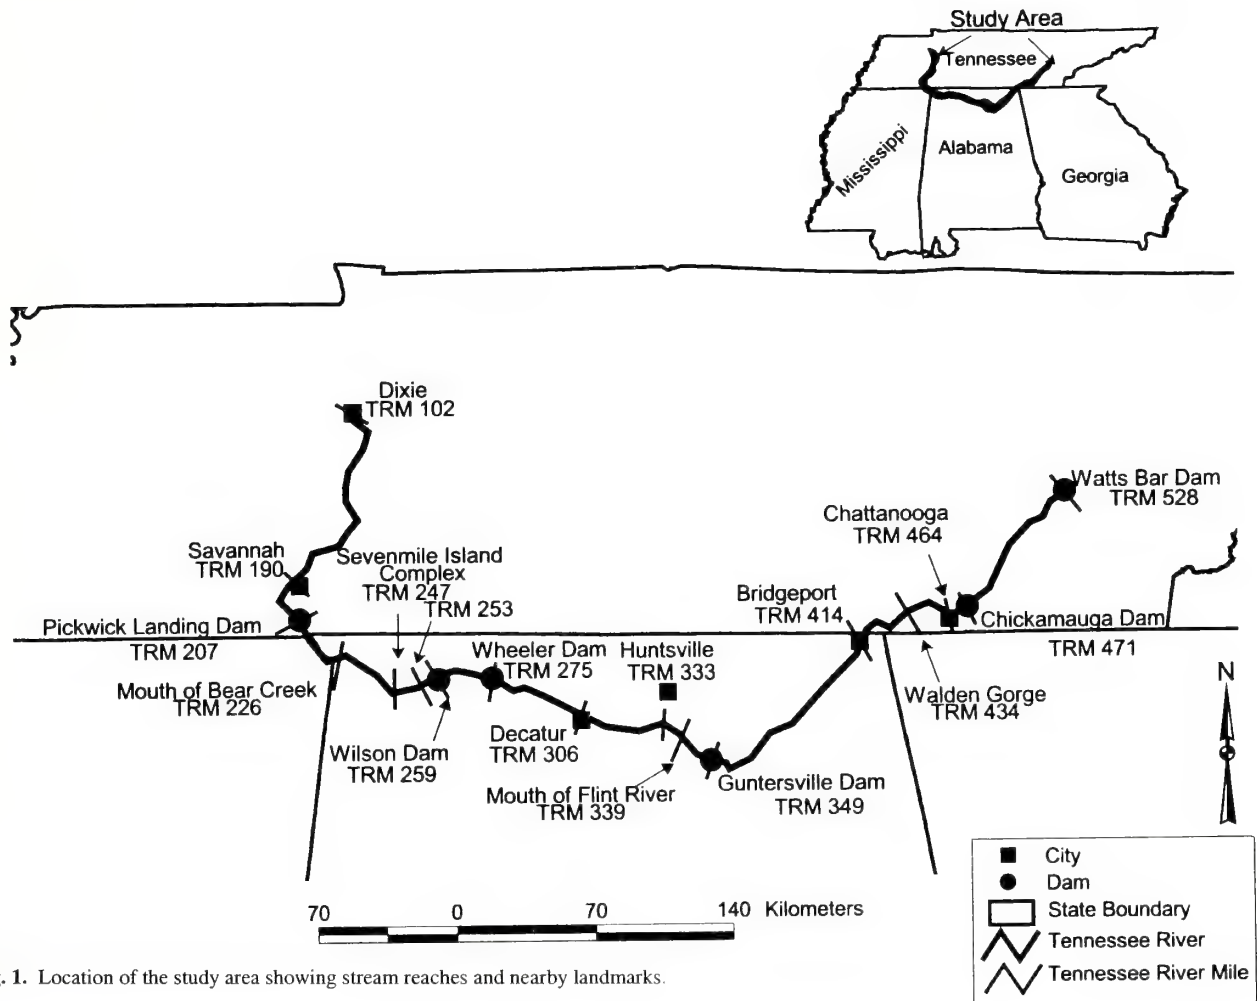 Study Area
Tennessee
Mississippi
Alabama
Georgia
Dixie
TRM 102
Watts Bar Dam
TRM 528
Chattanooga
TRM 464
Savannah
TRM 190
Sevenmile Island
Complex
TRM 247
TRM 253
Bridgeport
TRM 414
Chickamauga Dam
TRM 471
Pickwick Landing Dam
TRM 207
Wheeler Dam
TRM 275
Huntsville
TRM 333
Mouth of Bear Creek
TRM 226
Walden Gorge
TRM 434
N
Decatur
TRM 306
Wilson Dam
TRM 259
Mouth of Flint River
TRM 339
Guntersville Dam
TRM 349
City
Dam
State Boundary
Tennessee River
Tennessee River Mile
70 0 70 140 Kilometers
. 1. Location of the study area showing stream reaches and nearby landmarks.